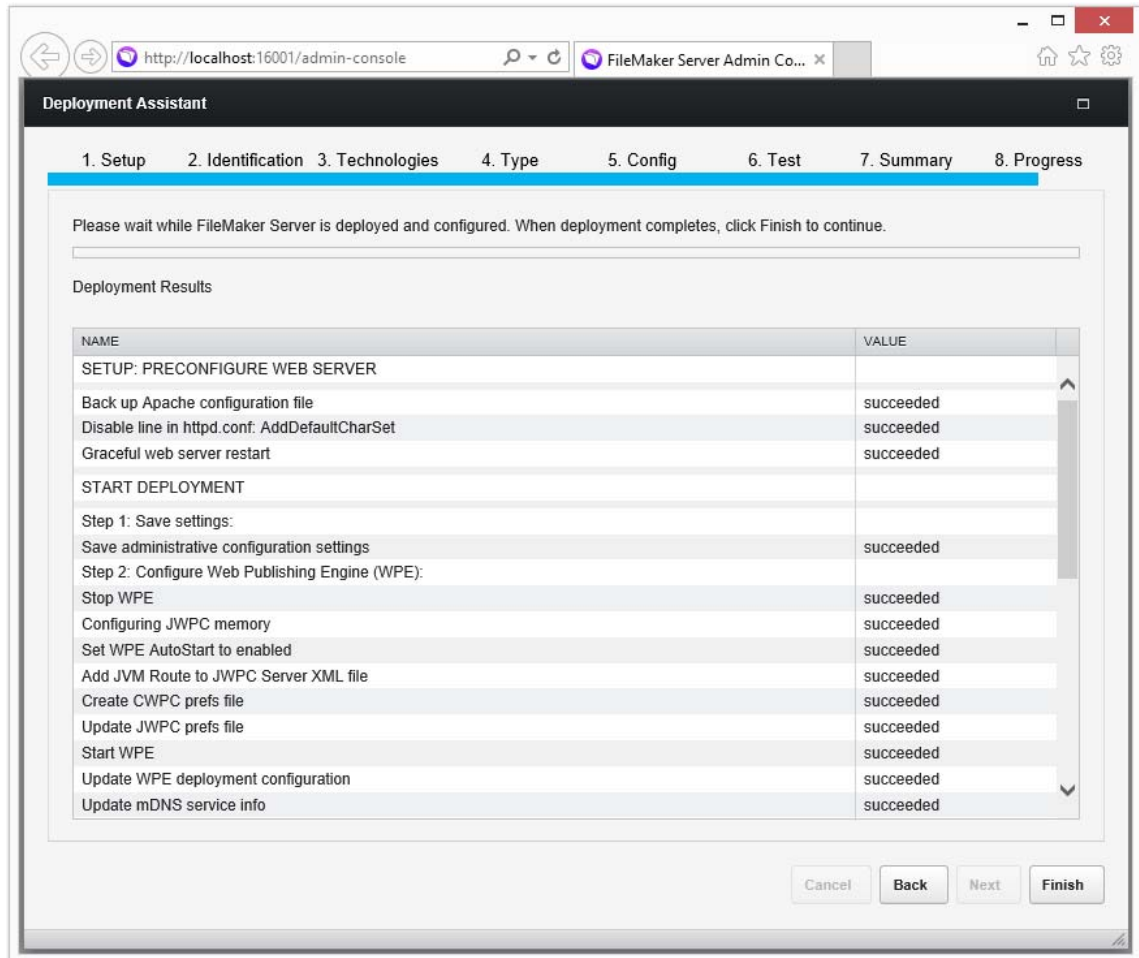 http://localhost:16001/admin-console
FileMaker Server Admin Co...
Deployment Assistant
1. Setup 2. Identification 3. Technologies 4. Type 5. Config 6. Test 7. Summary 8. Progress
Please wait while FileMaker Server is deployed and configured. When deployment completes, click Finish to continue.
Deployment Results
NAME VALUE
SETUP: PRECONFIGURE WEB SERVER
Back up Apache configuration file succeeded
Disable line in httpd.conf: AddDefaultCharSet succeeded
Graceful web server restart succeeded
START DEPLOYMENT
Step 1: Save settings:
Save administrative configuration settings succeeded
Step 2: Configure Web Publishing Engine (WPE):
Stop WPE succeeded
Configuring JWPC memory succeeded
Set WPE AutoStart to enabled succeeded
Add JVM Route to JWPC Server XML file succeeded
Create CWPC prefs file succeeded
Update JWPC prefs file succeeded
Start WPE succeeded
Update WPE deployment configuration succeeded
Update mDNS service info succeeded
Cancel Back Next Finish